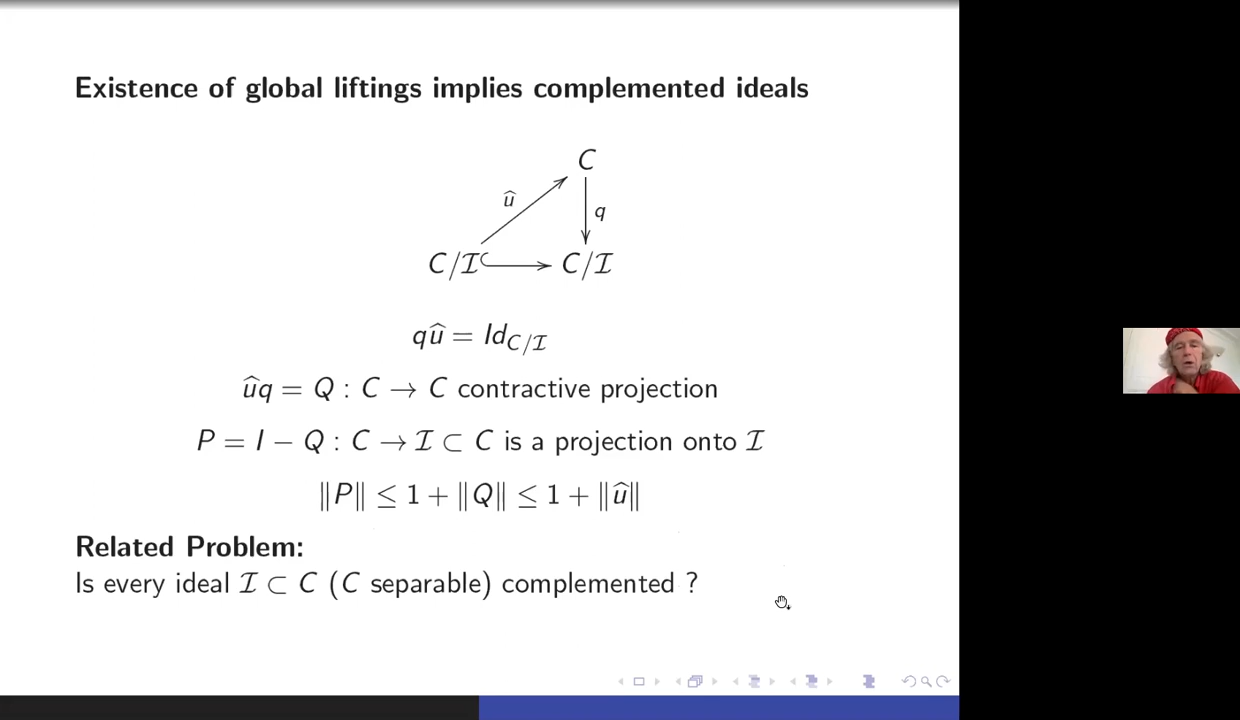 Existence of global liftings implies complemented ideals
C
û
q
C/I
C/I
qû = Id_{C/I}
ûq = Q : C → C contractive projection
P = I − Q : C → I ⊂ C is a projection onto I
‖P‖ ≤ 1 + ‖Q‖ ≤ 1 + ‖û‖
Related Problem:
Is every ideal I ⊂ C (C separable) complemented ?